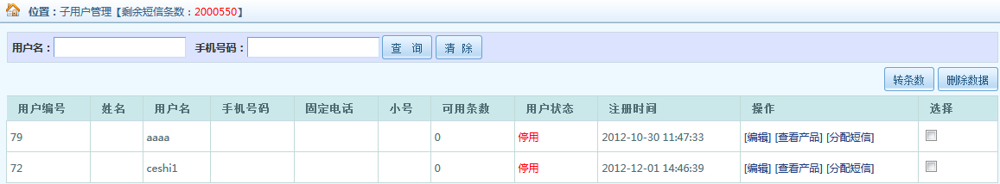 位置：子用户管理【剩余短信条数：2000550】
用户名： 手机号码： 查 询 清 除
转条数 删除数据
用户编号 姓名 用户名 手机号码 固定电话 小号 可用条数 用户状态 注册时间 操作 选择
79 aaaa 0 停用 2012-10-30 11:47:33 [编辑] [查看产品] [分配短信]
72 ceshi1 0 停用 2012-12-01 14:46:39 [编辑] [查看产品] [分配短信]